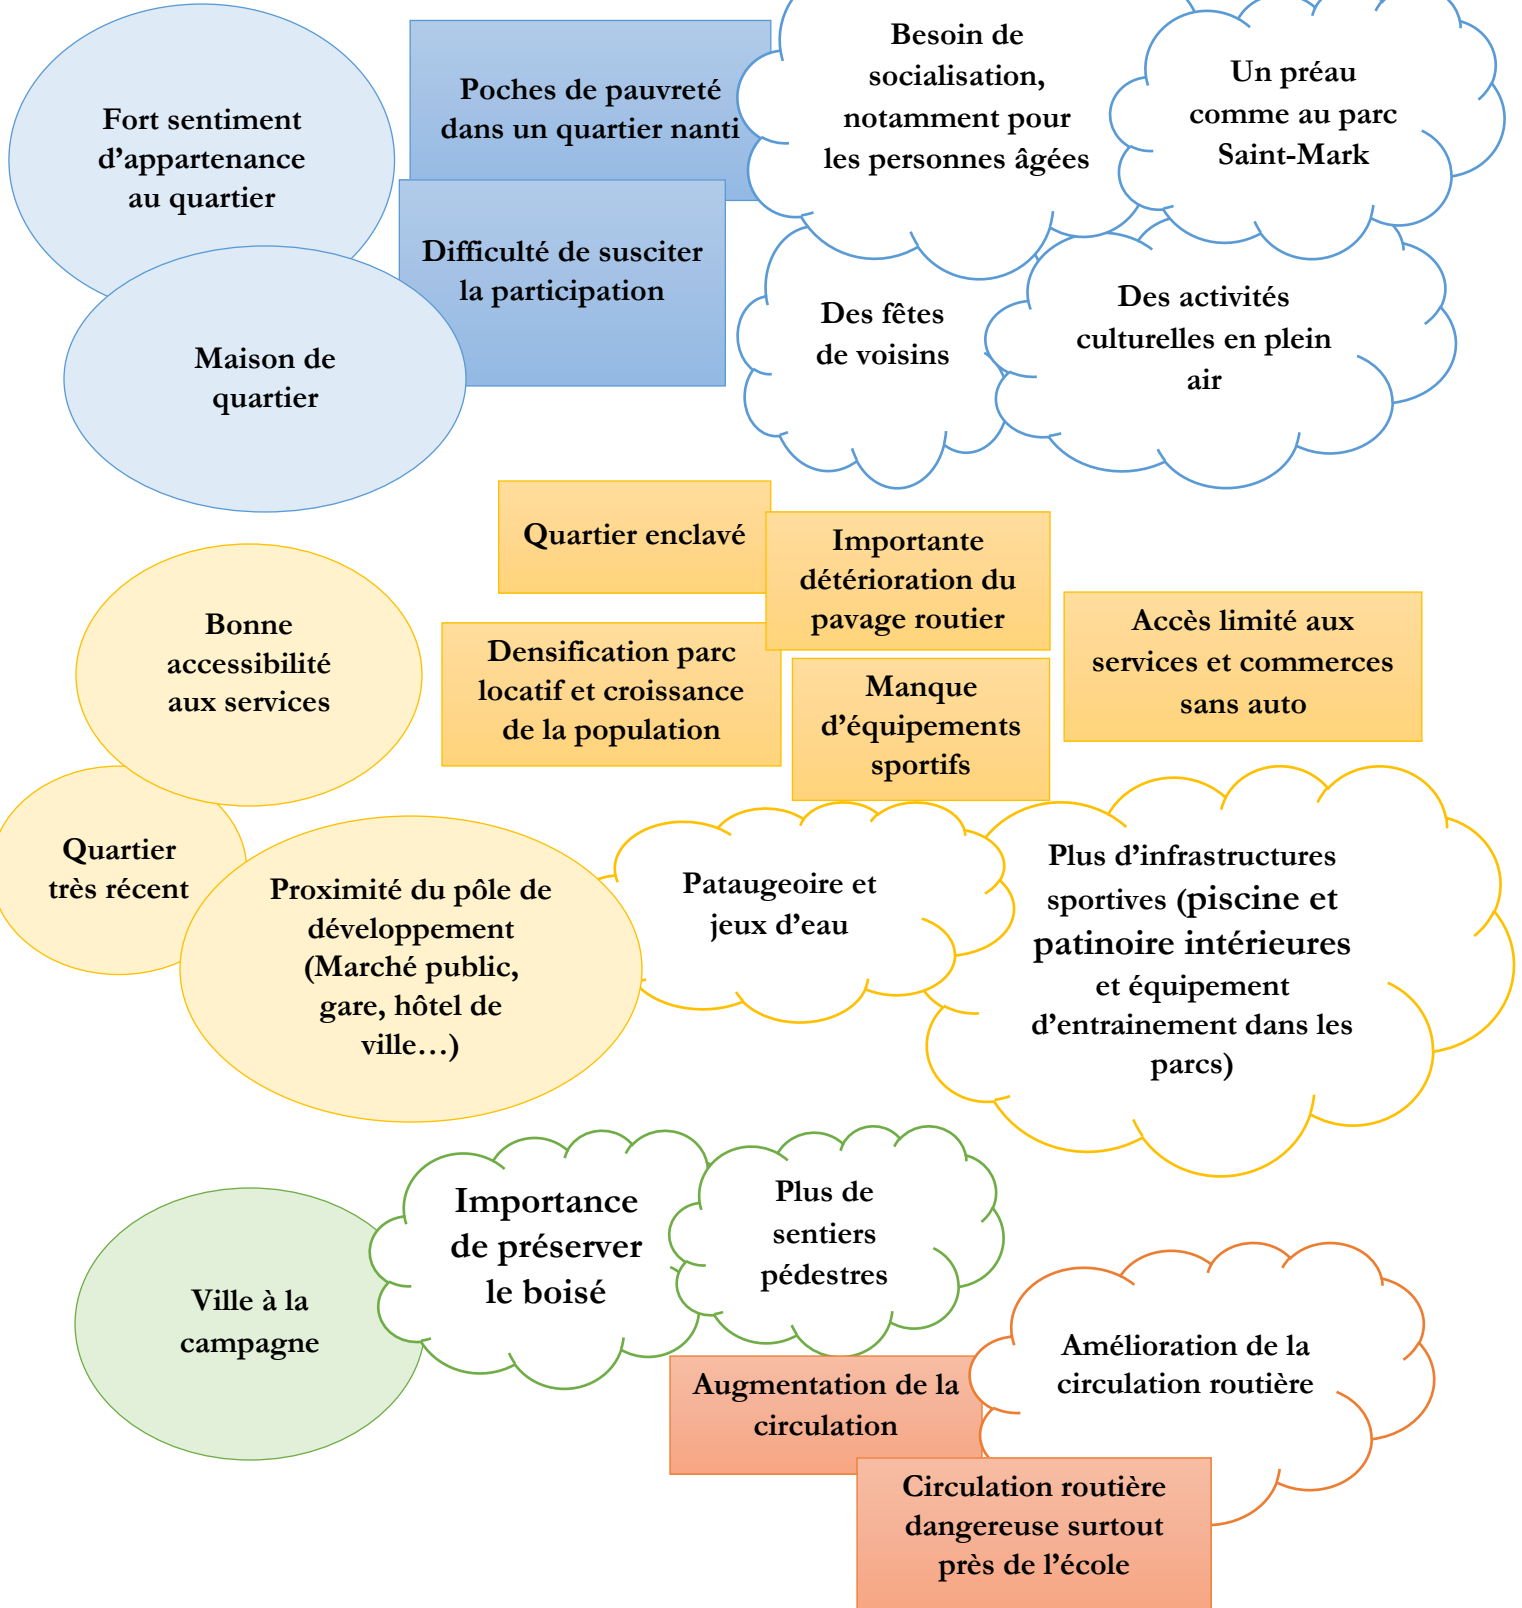 Fort sentiment
d’appartenance
au quartier
Maison de
quartier
Poches de pauvreté
dans un quartier nanti
Difficulté de susciter
la participation
Besoin de
socialisation,
notamment pour
les personnes âgées
Un préau
comme au parc
Saint-Mark
Des fêtes
de voisins
Des activités
culturelles en plein
air
Quartier enclavé
Importante
détérioration du
pavage routier
Accès limité aux
services et commerces
sans auto
Densification parc
locatif et croissance
de la population
Manque
d’équipements
sportifs
Bonne
accessibilité
aux services
Quartier
très récent
Proximité du pôle de
développement
(Marché public,
gare, hôtel de
ville…)
Pataugeoire et
jeux d’eau
Plus d’infrastructures
sportives (piscine et
patinoire intérieures
et équipement
d’entrainement dans les
parcs)
Ville à la
campagne
Importance
de préserver
le boisé
Plus de
sentiers
pédestres
Augmentation de la
circulation
Amélioration de la
circulation routière
Circulation routière
dangereuse surtout
près de l’école